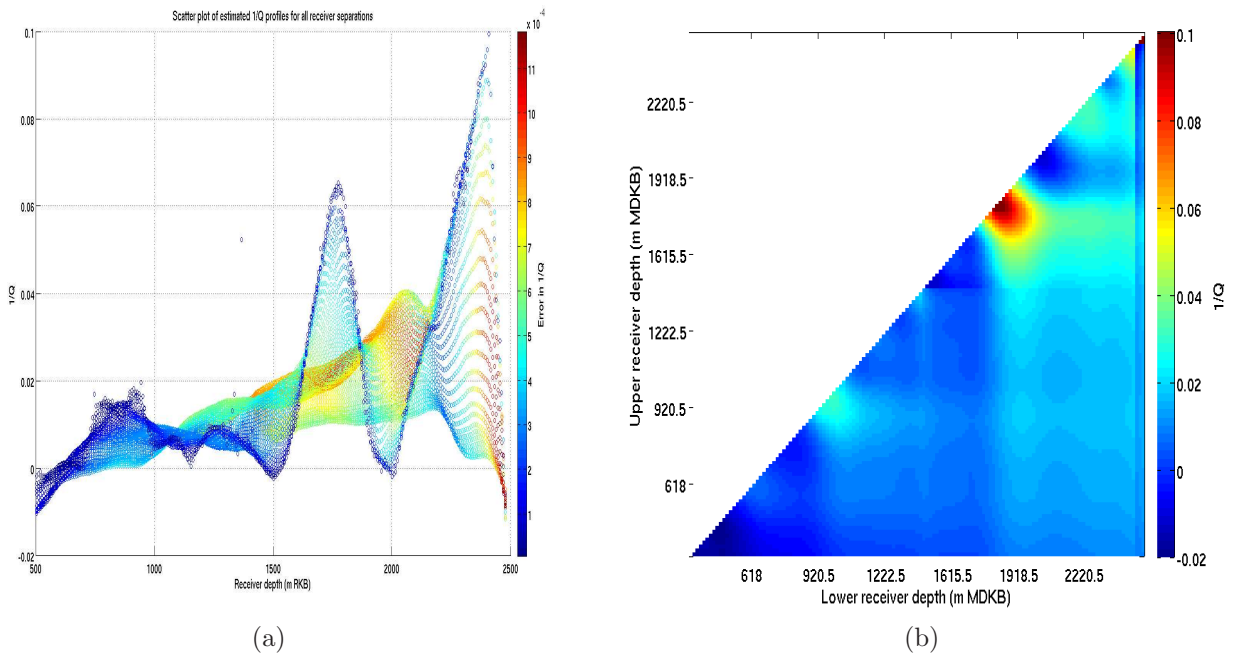 Scatter plot of estimated 1/Q profiles for all receiver separations
x 10 -4
0.1
0.08
0.06
0.04
0.02
0
-0.02
1/Q
500 1000 1500 2000 2500
Receiver depth (m RKB)
11
10
9
8
7
6
5
4
3
2
1
Error in 1/Q
(a)
2220.5
1918.5
1615.5
1222.5
920.5
618
Upper receiver depth (m MDKB)
618 920.5 1222.5 1615.5 1918.5 2220.5
Lower receiver depth (m MDKB)
0.1
0.08
0.06
0.04
0.02
0
-0.02
1/Q
(b)